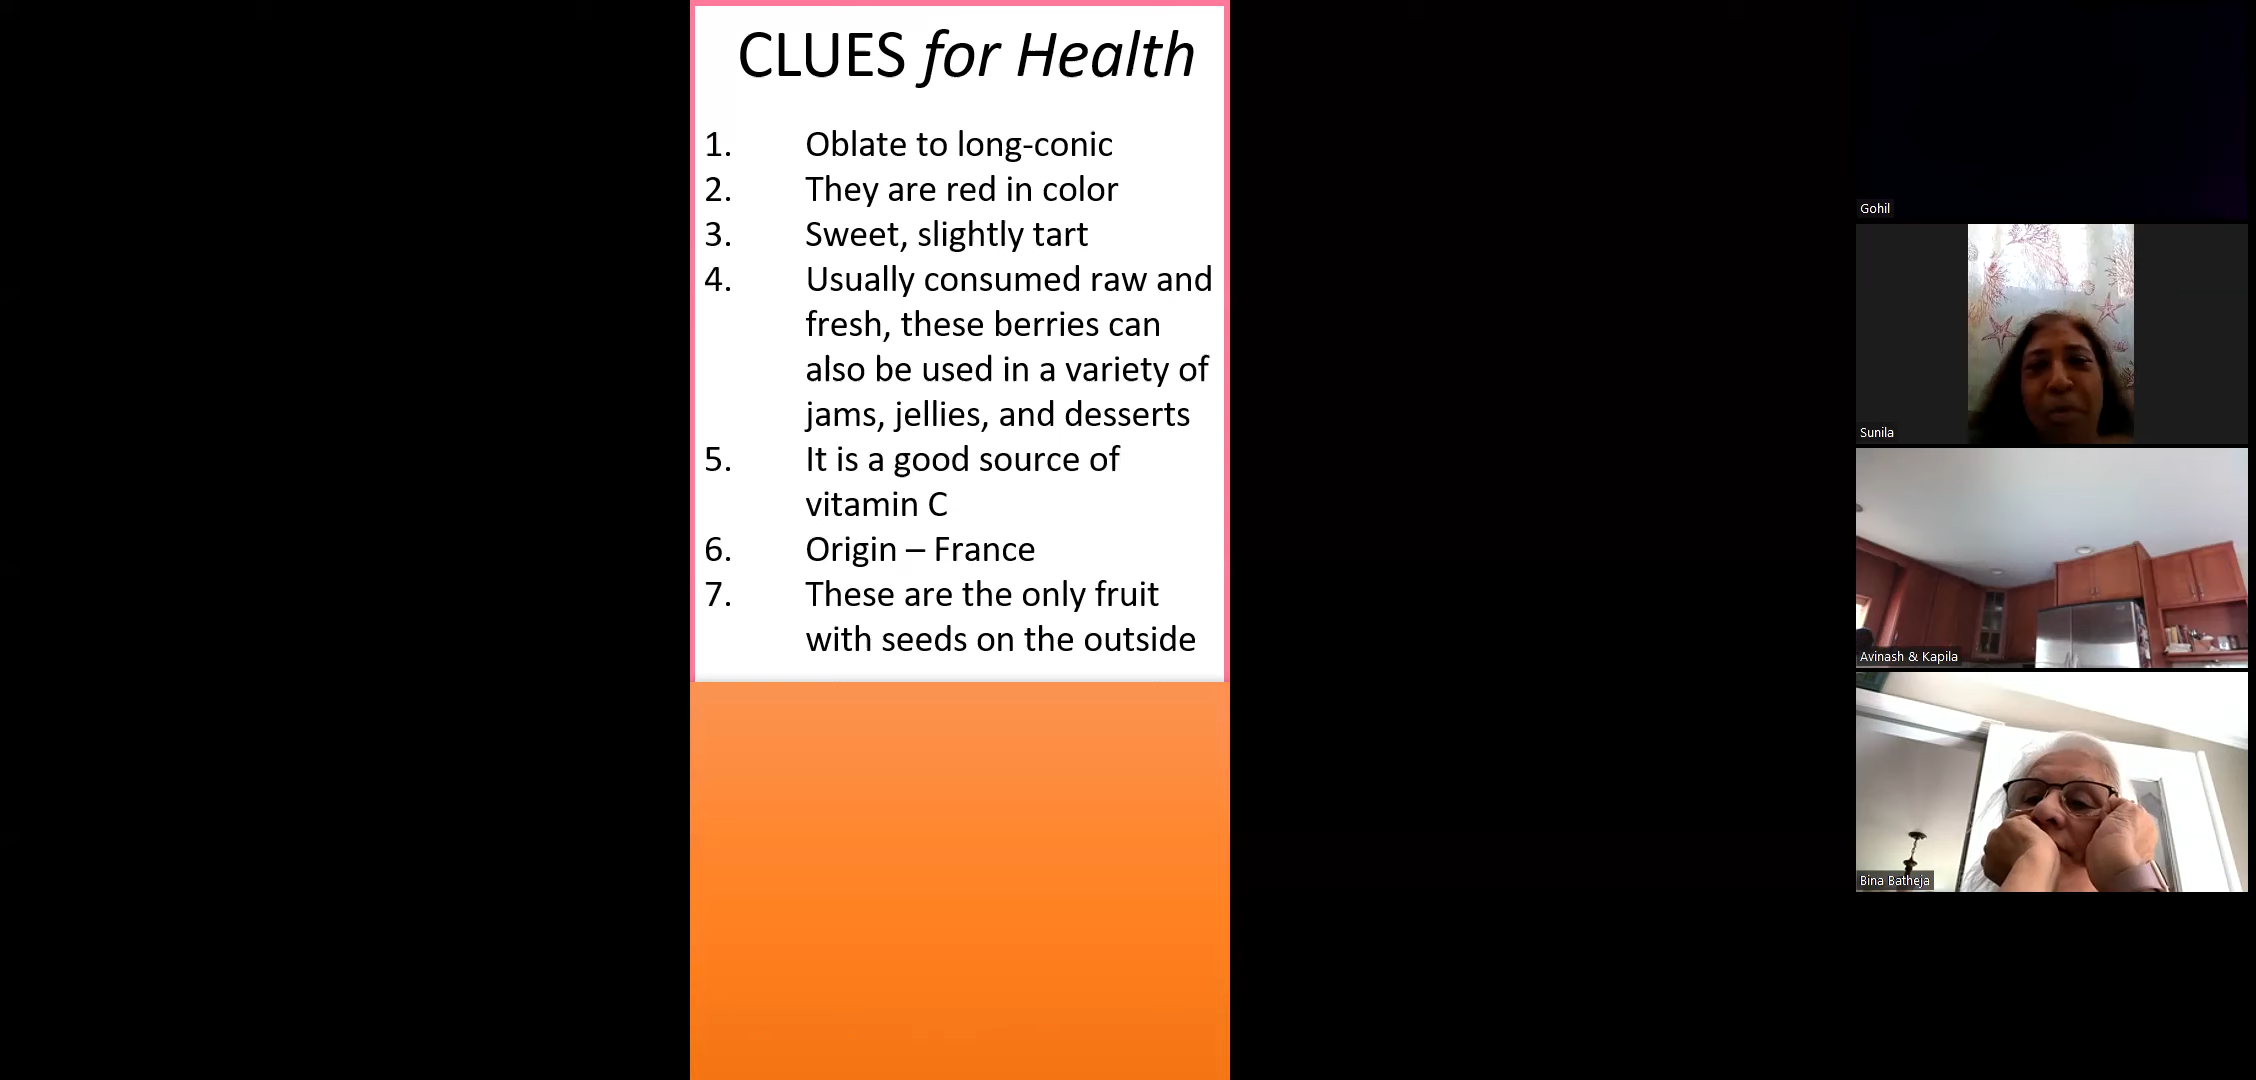 CLUES for Health
1. Oblate to long-conic
2. They are red in color
3. Sweet, slightly tart
4. Usually consumed raw and
fresh, these berries can
also be used in a variety of
jams, jellies, and desserts
5. It is a good source of
vitamin C
6. Origin – France
7. These are the only fruit
with seeds on the outside
Gohil
Sunila
Avinash & Kapila
Bina Batheja